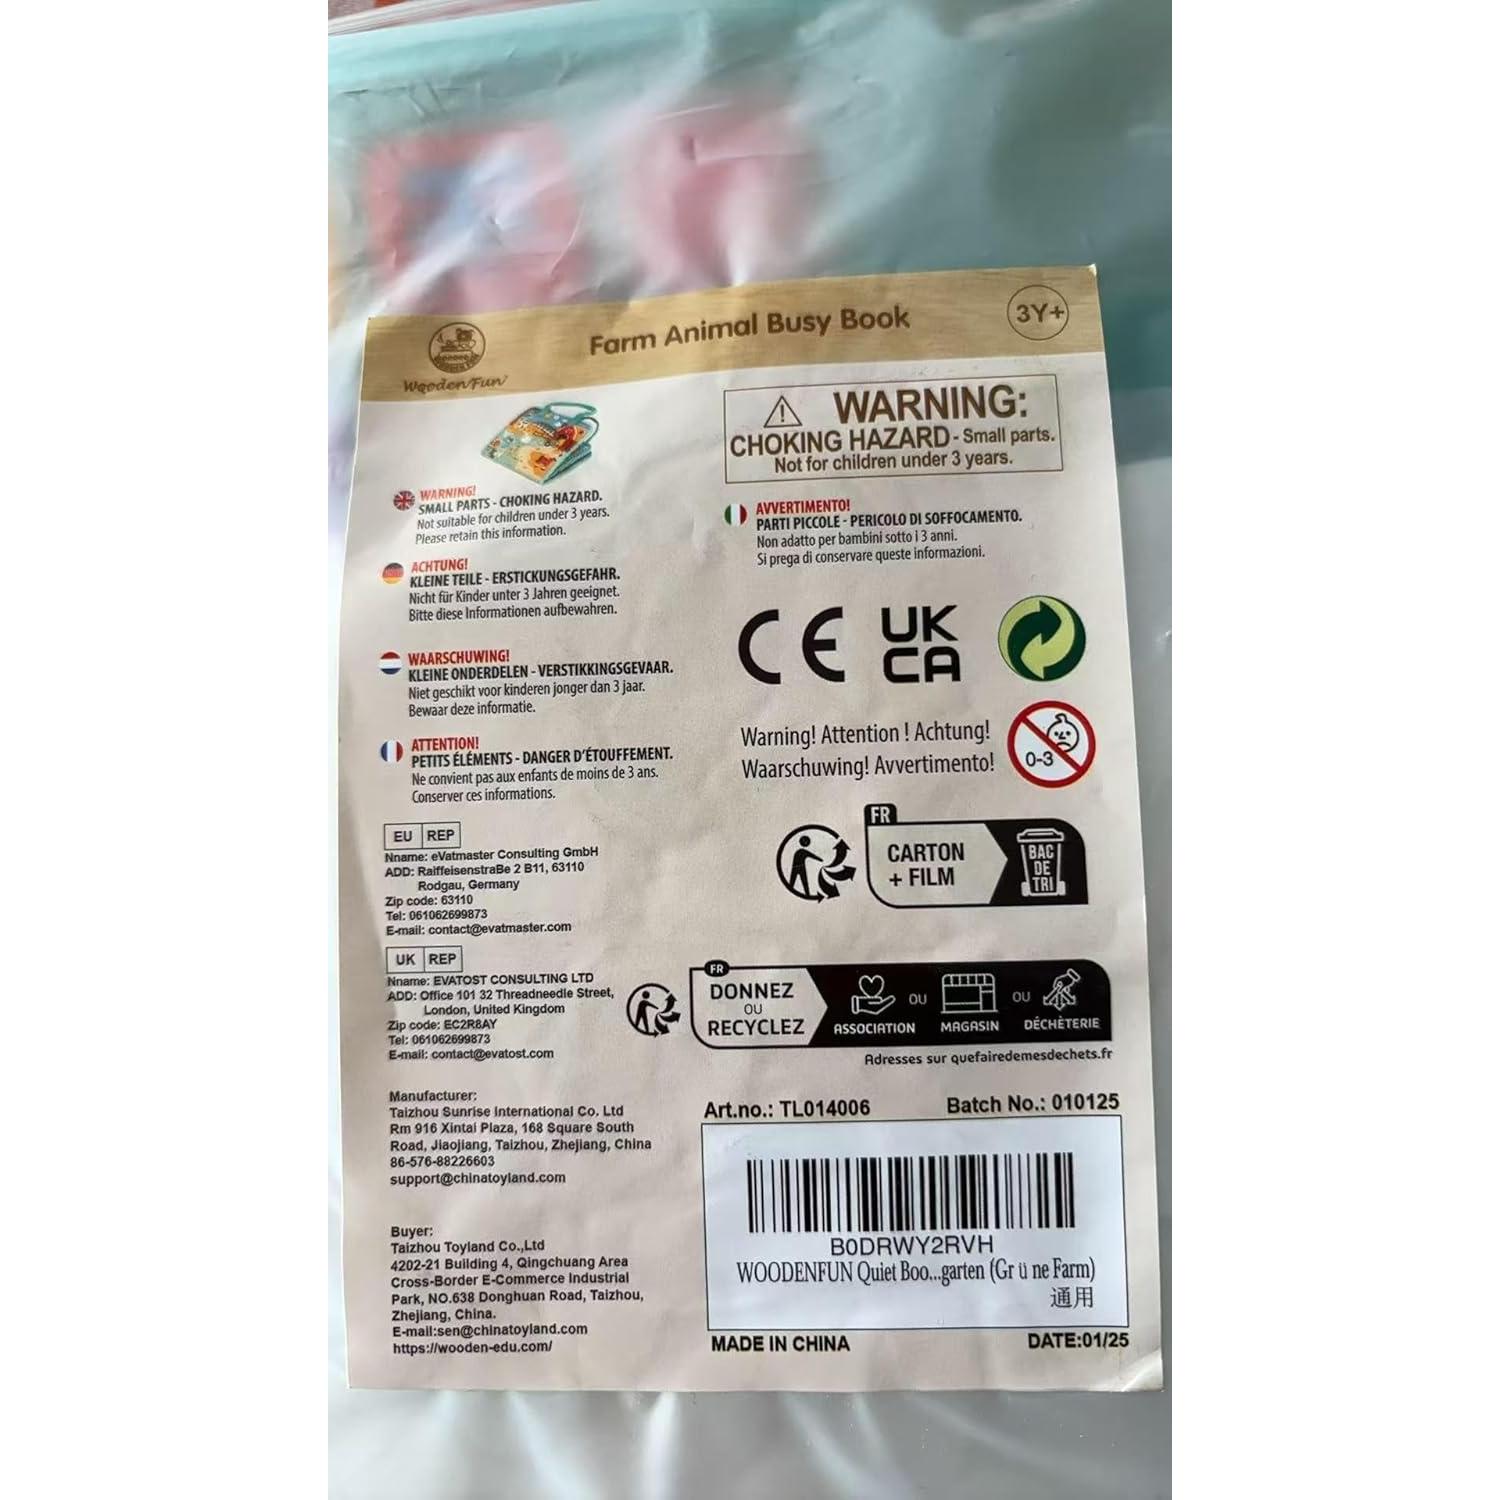 WoodenFun
Farm Animal Busy Book
3Y+
WARNING:
CHOKING HAZARD - Small parts.
Not for children under 3 years.
WARNING!
SMALL PARTS - CHOKING HAZARD.
Not suitable for children under 3 years.
Please retain this information.
ACHTUNG!
KLEINE TEILE - ERSTICKUNGSGEFAHR.
Nicht für Kinder unter 3 Jahren geeignet.
Bitte diese Informationen aufbewahren.
WAARSCHUWING!
KLEINE ONDERDELEN - VERSTIKKINGSGEVAAR.
Niet geschikt voor kinderen jonger dan 3 jaar.
Bewaar deze informatie.
ATTENTION!
PETITS ÉLÉMENTS - DANGER D'ÉTOUFFEMENT.
Ne convient pas aux enfants de moins de 3 ans.
Conserver ces informations.
AVVERTIMENTO!
PARTI PICCOLE - PERICOLO DI SOFFOCAMENTO.
Non adatto per bambini sotto i 3 anni.
Si prega di conservare queste informazioni.
CE
UK
CA
Warning! Attention ! Achtung!
Waarschuwing! Avvertimento!
0-3
EU REP
Nname: eVatmaster Consulting GmbH
ADD: RaiffeisenstraBe 2 B11, 63110
Rodgau, Germany
Zip code: 63110
Tel: 061062699873
E-mail: contact@evatmaster.com
UK REP
Nname: EVATOST CONSULTING LTD
ADD: Office 101 32 Threadneedle Street,
London, United Kingdom
Zip code: EC2R8AY
Tel: 061062699873
E-mail: contact@evatost.com
FR
CARTON
+ FILM
BAC
DE
TRI
FR
DONNEZ
OU
RECYCLEZ
ASSOCIATION
OU
MAGASIN
OU
DÉCHÈTERIE
Adresses sur quefairedemesdechets.fr
Manufacturer:
Taizhou Sunrise International Co. Ltd
Rm 916 Xintai Plaza, 168 Square South
Road, Jiaojiang, Taizhou, Zhejiang, China
86-576-88226603
support@chinatoyland.com
Buyer:
Taizhou Toyland Co.,Ltd
4202-21 Building 4, Qingchuang Area
Cross-Border E-Commerce Industrial
Park, NO.638 Donghuan Road, Taizhou,
Zhejiang, China.
E-mail:sen@chinatoyland.com
https://wooden-edu.com/
Art.no.: TL014006
Batch No.: 010125
B0DRWY2RVH
WOODENFUN Quiet Boo...garten (Gr ü ne Farm)
通用
MADE IN CHINA
DATE:01/25